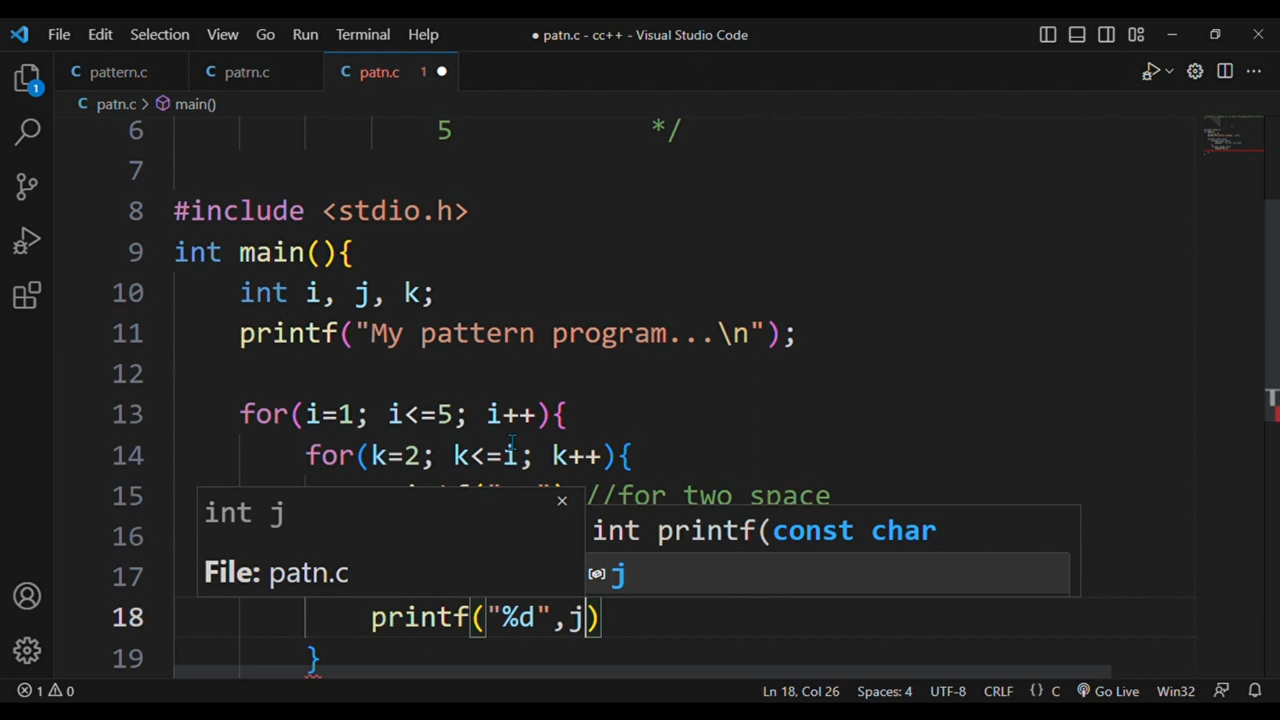 File Edit Selection View Go Run Terminal Help ● patn.c - cc++ - Visual Studio Code
C pattern.c C patrn.c C patn.c 1 ●
C patn.c > main()
1
6 5 */
7
8 #include <stdio.h>
9 int main(){
10 int i, j, k;
11 printf("My pattern program...\n");
12
13 for(i=1; i<=5; i++){
14 for(k=2; k<=i; k++){
15 //for two space
int j ×
int printf(const char
16
j
File: patn.c
17
18 printf("%d",j)
19 }
1 0 Ln 18, Col 26 Spaces: 4 UTF-8 CRLF {} C Go Live Win32